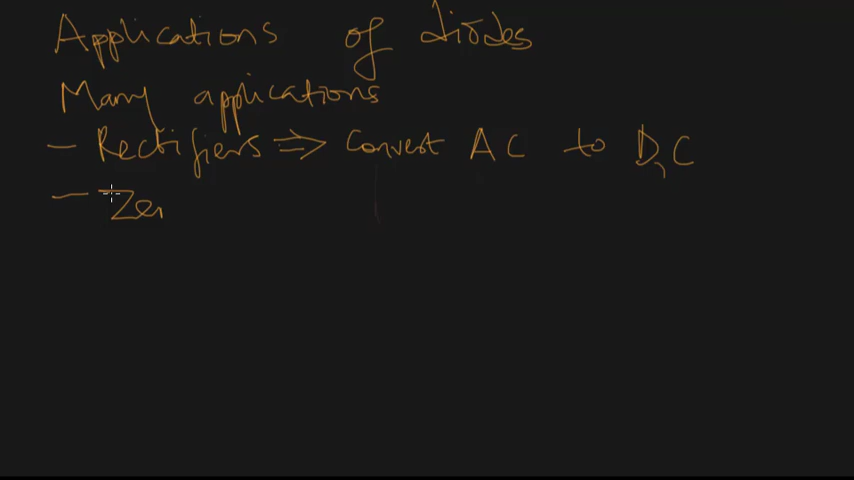 Applications of diodes
Many applications
- Rectifiers ⇒ Convert AC to DC
- Zen